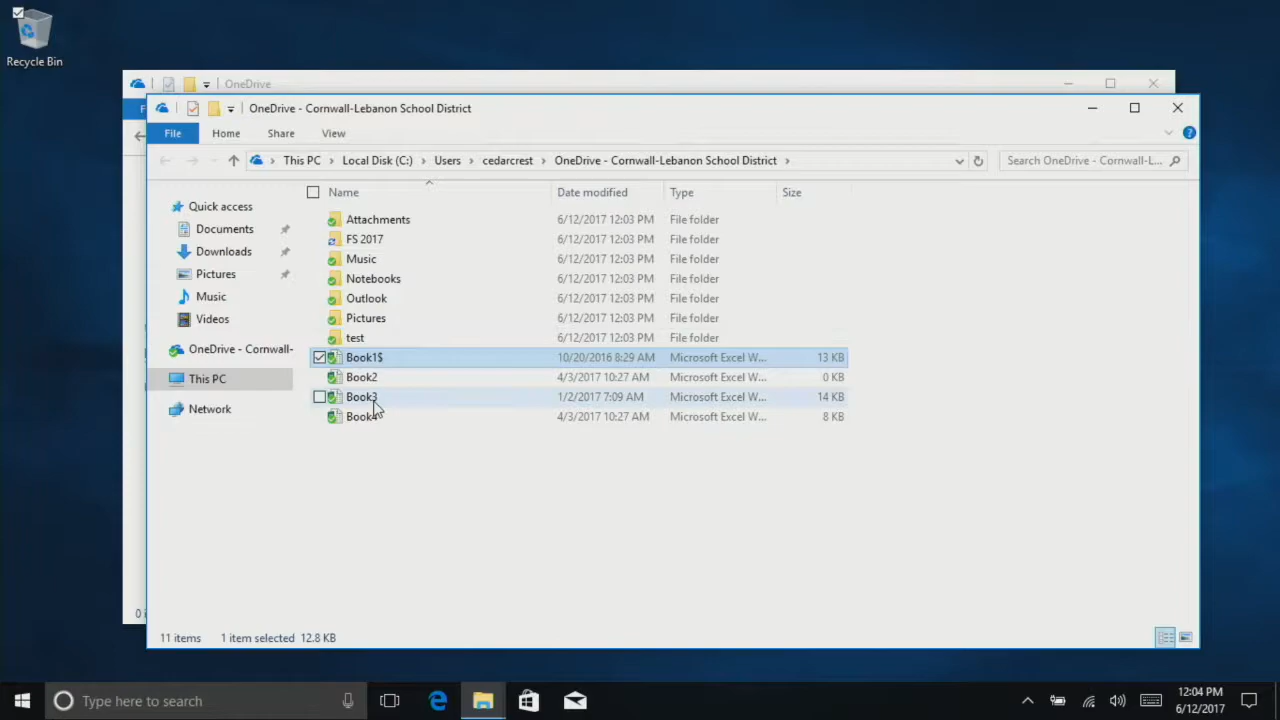 Recycle Bin
OneDrive
OneDrive - Cornwall-Lebanon School District
File Home Share View
This PC > Local Disk (C:) > Users > cedarcrest > OneDrive - Cornwall-Lebanon School District >
Search OneDrive - Cornwall-L...
Name Date modified Type Size
Quick access
Documents
Downloads
Pictures
Music
Videos
OneDrive - Cornwall-
This PC
Network
Attachments 6/12/2017 12:03 PM File folder
FS 2017 6/12/2017 12:03 PM File folder
Music 6/12/2017 12:03 PM File folder
Notebooks 6/12/2017 12:03 PM File folder
Outlook 6/12/2017 12:03 PM File folder
Pictures 6/12/2017 12:03 PM File folder
test 6/12/2017 12:03 PM File folder
Book1$ 10/20/2016 8:29 AM Microsoft Excel W... 13 KB
Book2 4/3/2017 10:27 AM Microsoft Excel W... 0 KB
Book3 1/2/2017 7:09 AM Microsoft Excel W... 14 KB
4/3/2017 10:27 AM Microsoft Excel W... 8 KB
11 items 1 item selected 12.8 KB
Type here to search
12:04 PM
6/12/2017